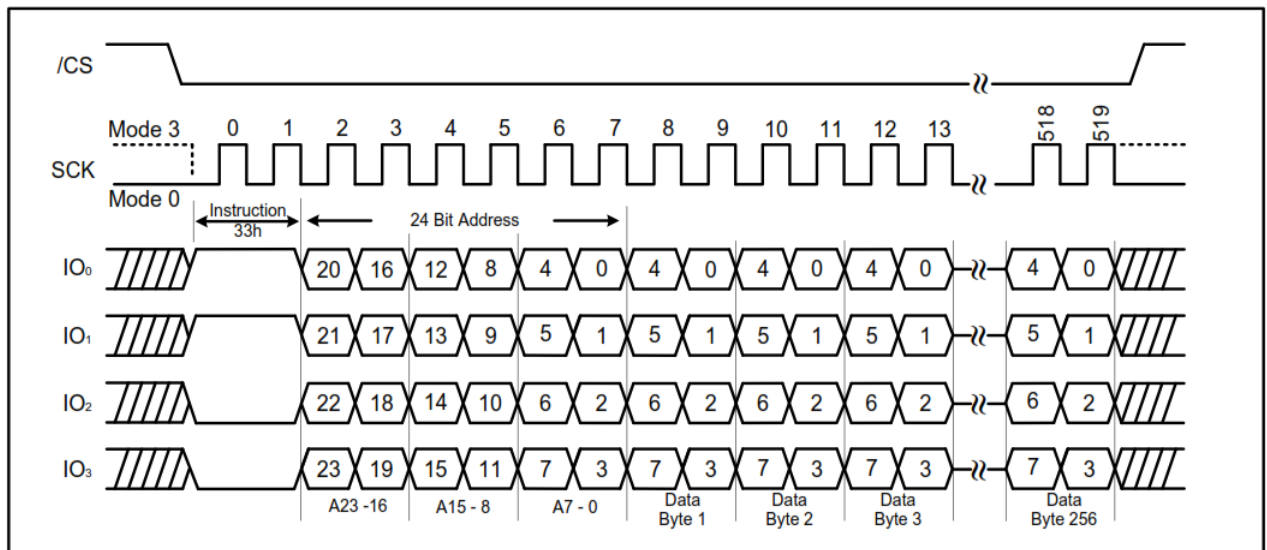 /CS
Mode 3 0 1 2 3 4 5 6 7 8 9 10 11 12 13 518 519
SCK
Mode 0
Instruction
33h
24 Bit Address
IO₀ 20 16 12 8 4 0 4 0 4 0 4 0 4 0
IO₁ 21 17 13 9 5 1 5 1 5 1 5 1 5 1
IO₂ 22 18 14 10 6 2 6 2 6 2 6 2 6 2
IO₃ 23 19 15 11 7 3 7 3 7 3 7 3 7 3
A23 -16 A15 - 8 A7 - 0 Data Data Data Data
Byte 1 Byte 2 Byte 3 Byte 256